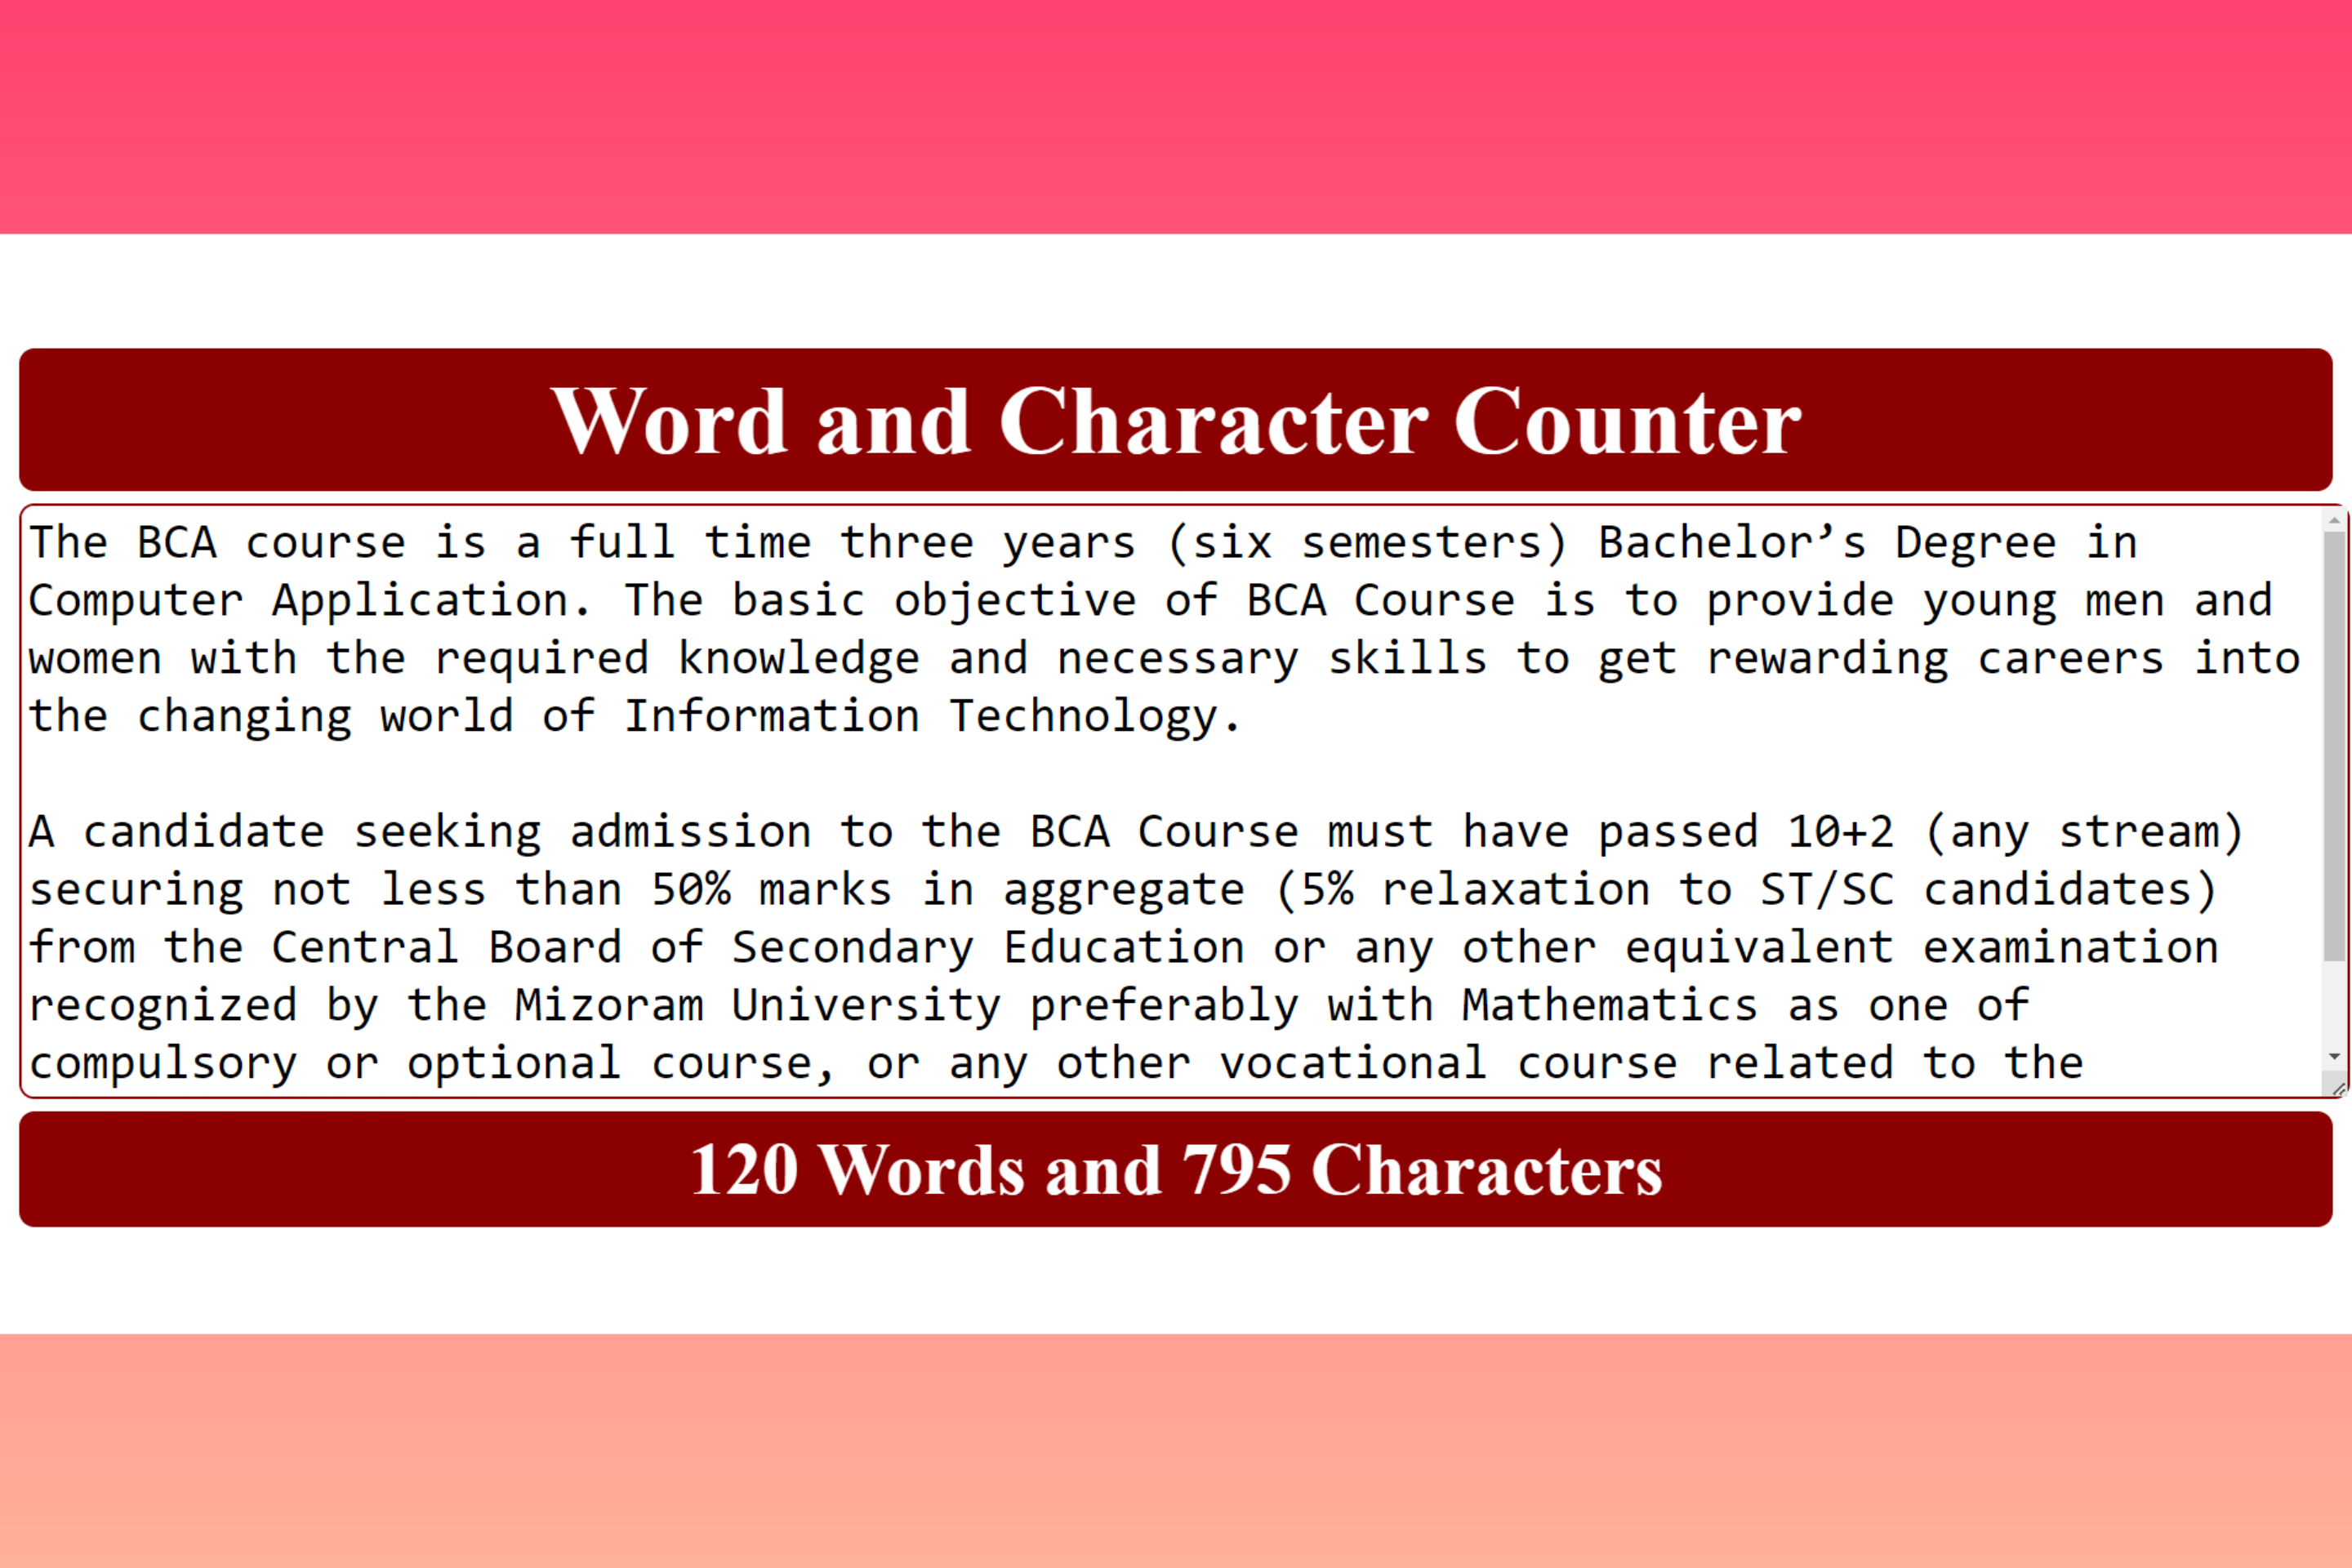 Word and Character Counter
The BCA course is a full time three years (six semesters) Bachelor’s Degree in
Computer Application. The basic objective of BCA Course is to provide young men and
women with the required knowledge and necessary skills to get rewarding careers into
the changing world of Information Technology.
A candidate seeking admission to the BCA Course must have passed 10+2 (any stream)
securing not less than 50% marks in aggregate (5% relaxation to ST/SC candidates)
from the Central Board of Secondary Education or any other equivalent examination
recognized by the Mizoram University preferably with Mathematics as one of
compulsory or optional course, or any other vocational course related to the
120 Words and 795 Characters